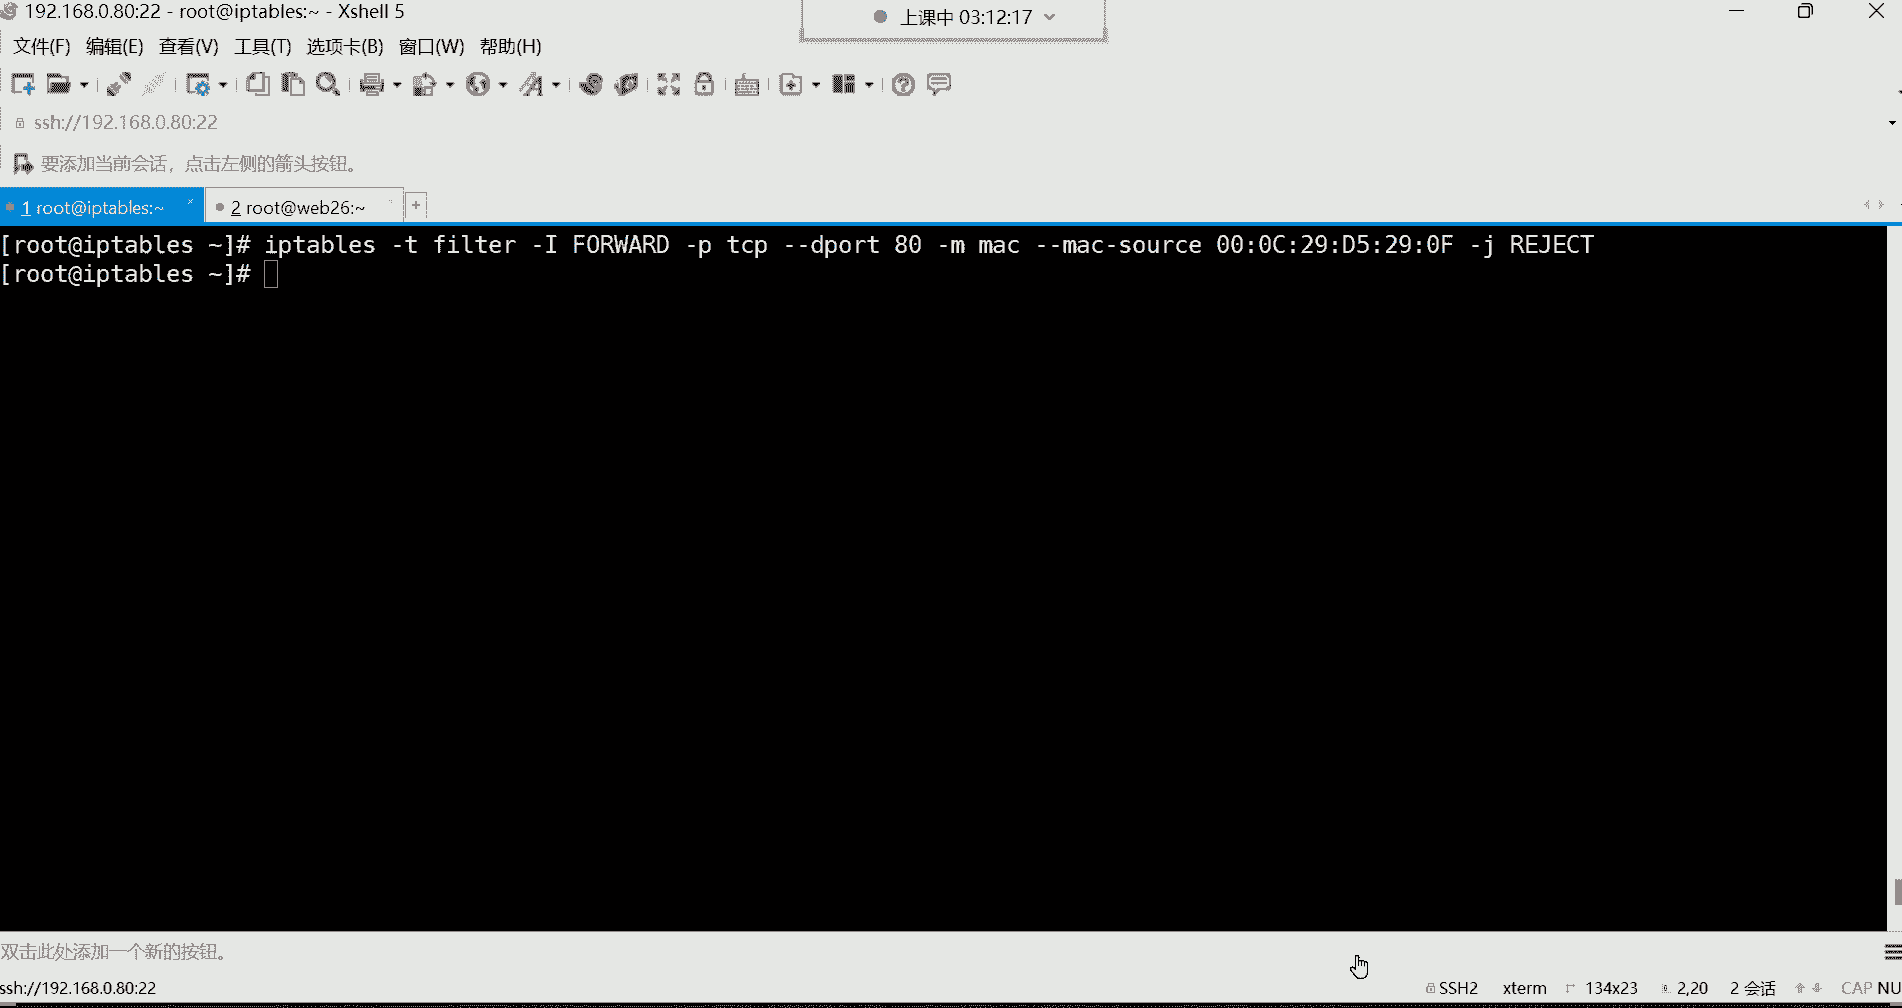 192.168.0.80:22 - root@iptables:~ - Xshell 5
上课中 03:12:17
文件(F) 编辑(E) 查看(V) 工具(T) 选项卡(B) 窗口(W) 帮助(H)
ssh://192.168.0.80:22
要添加当前会话，点击左侧的箭头按钮。
1 root@iptables:~ 2 root@web26:~
[root@iptables ~]# iptables -t filter -I FORWARD -p tcp --dport 80 -m mac --mac-source 00:0C:29:D5:29:0F -j REJECT
[root@iptables ~]#
双击此处添加一个新的按钮。
ssh://192.168.0.80:22 SSH2 xterm 134x23 2,20 2 会话 CAP NU